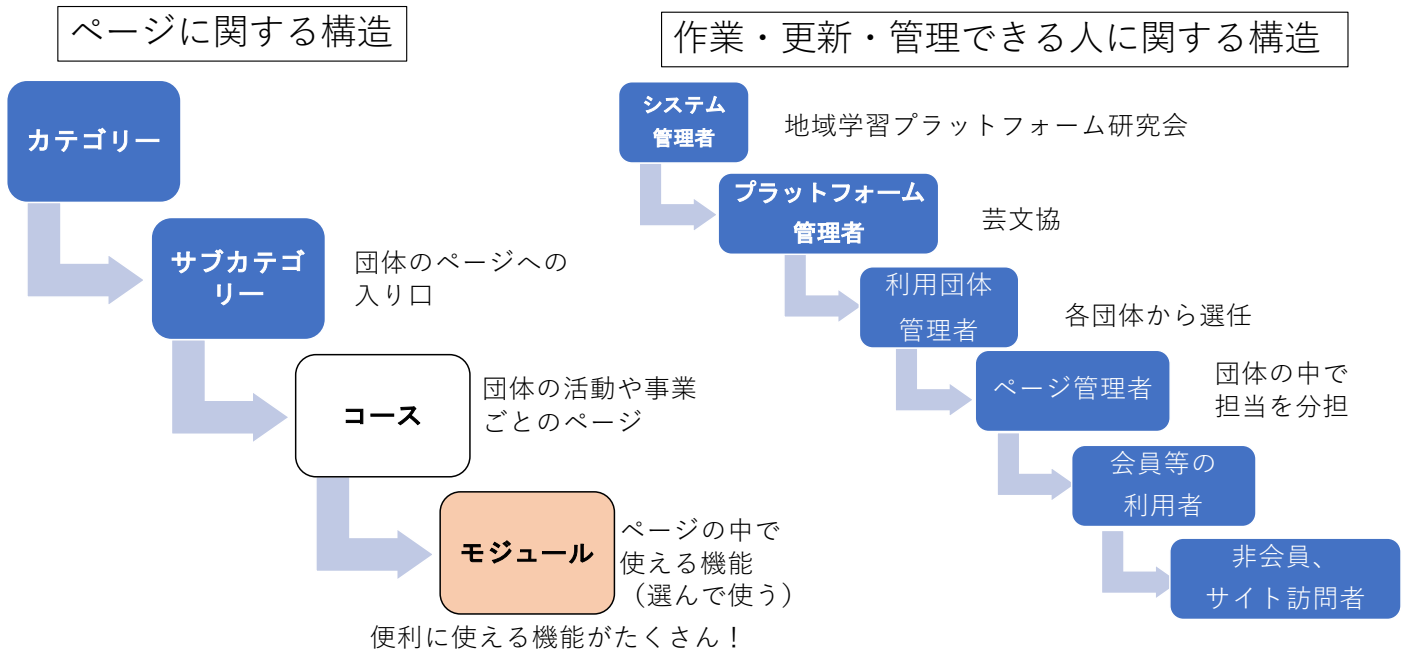 ページに関する構造
カテゴリー
サブカテゴ
リー
団体のページへの
入り口
コース
団体の活動や事業
ごとのページ
モジュール
ページの中で
使える機能
（選んで使う）
便利に使える機能がたくさん！
作業・更新・管理できる人に関する構造
システム
管理者
地域学習プラットフォーム研究会
プラットフォーム
管理者
芸文協
利用団体
管理者
各団体から選任
ページ管理者
団体の中で
担当を分担
会員等の
利用者
非会員、
サイト訪問者